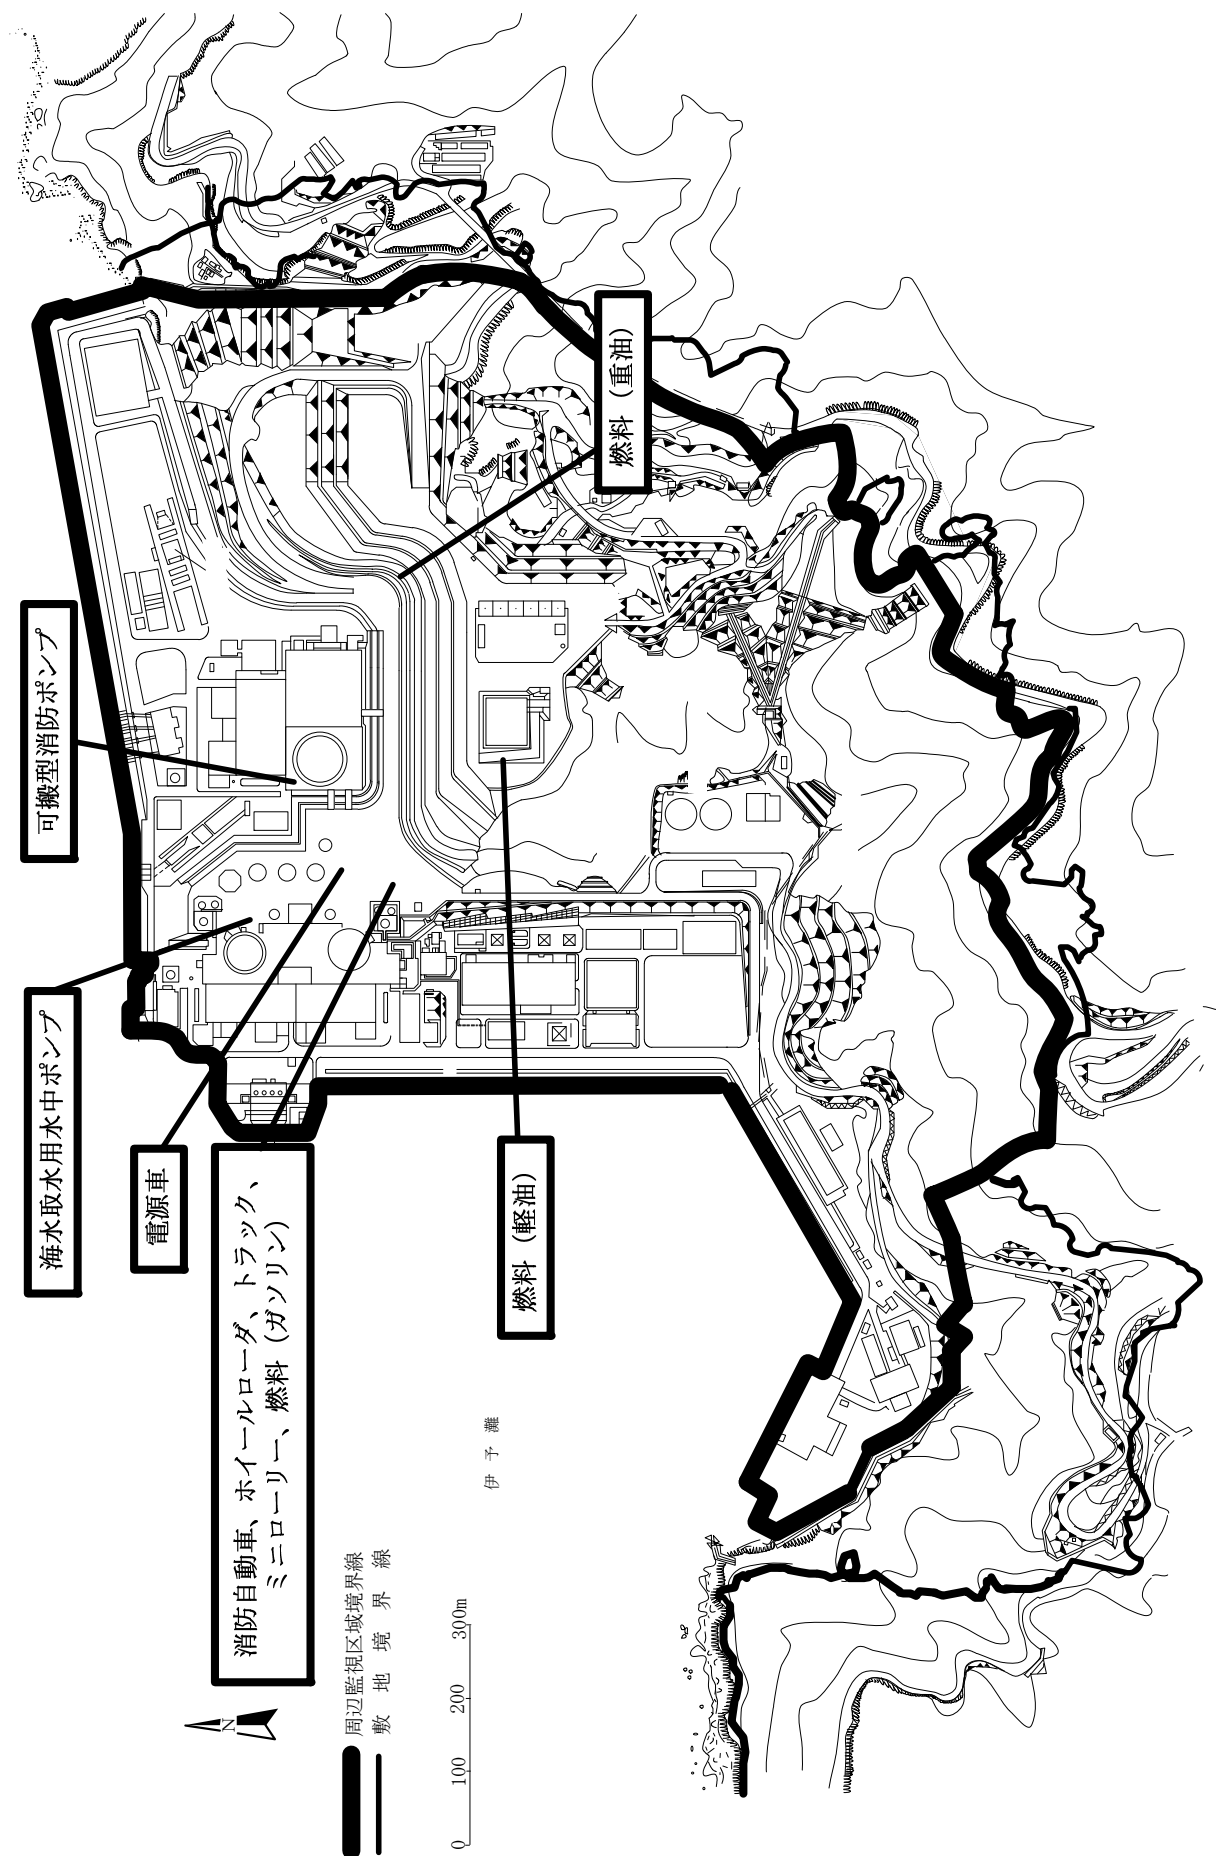 可搬型消防ポンプ
海水取水用水中ポンプ
電源車
消防自動車、ホイールローダ、トラック、
ミニローリー、燃料（ガソリン）
燃料（重油）
燃料（軽油）
伊予灘
N
周辺監視区域境界線
敷地境界線
0 100 200 300m